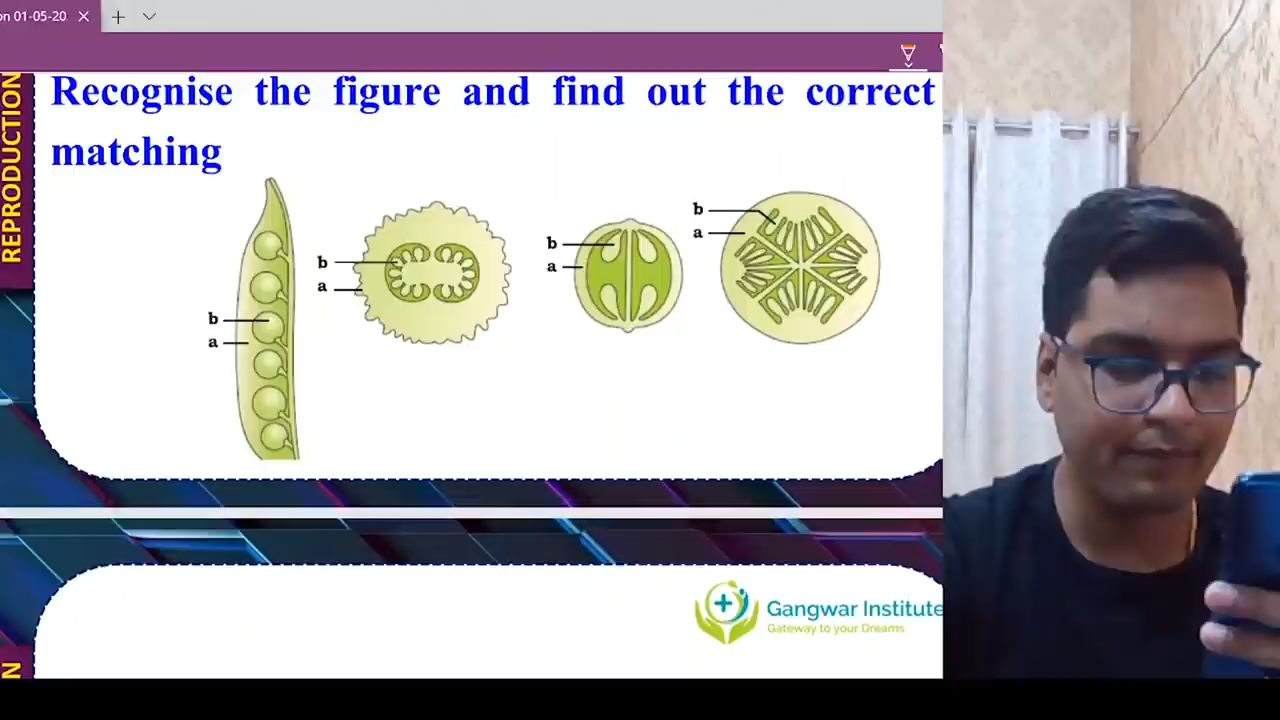 on 01-05-20
REPRODUCTION
Recognise the figure and find out the correct
matching
b
a
b
a
b
a
b
a
Gangwar Institute
Gateway to your Dreams
N